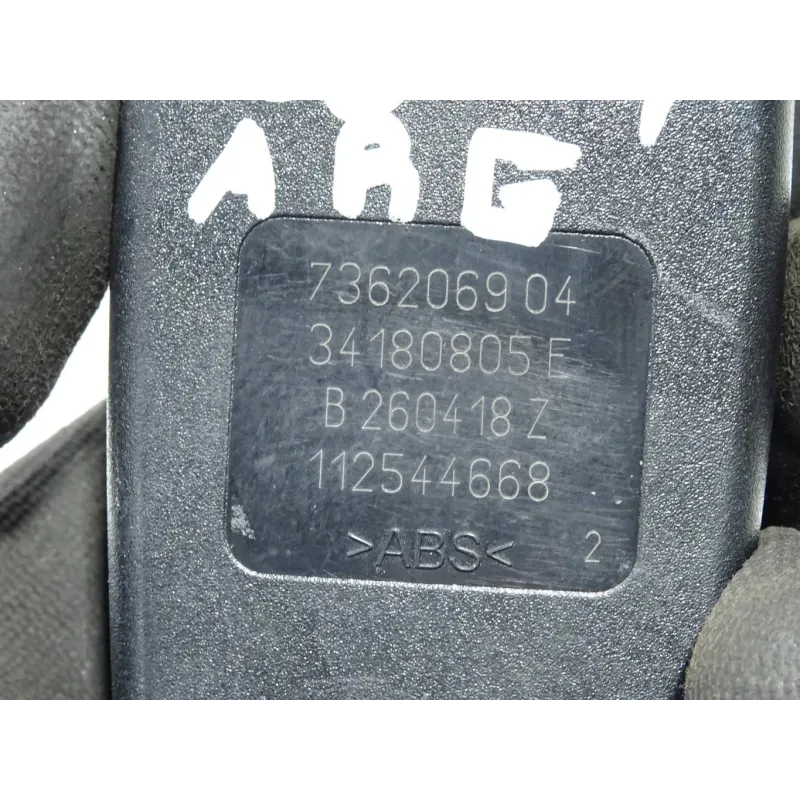 ARG
7362069 04
34180805 E
B 260418 Z
112544668
>ABS< 2